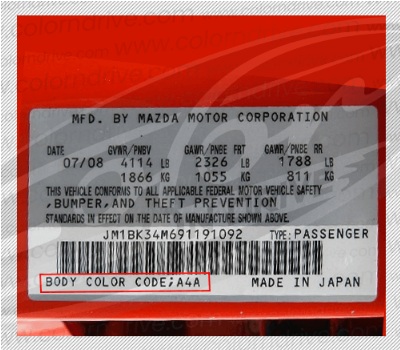 MFD. BY MAZDA MOTOR CORPORATION
DATE GVWR/PNBV GAWR/PNBE FRT GAWR/PNBE RR
07/08 4114 LB 2326 LB 1788 LB
1866 KG 1055 KG 811 KG
THIS VEHICLE CONFORMS TO ALL APPLICABLE FEDERAL MOTOR VEHICLE SAFETY
,BUMPER,AND THEFT PREVENTION
STANDARDS IN EFFECT ON THE DATE OF MANUFACTURE SHOWN ABOVE.
JM1BK34M691191092 TYPE:PASSENGER
BODY COLOR CODE;A4A MADE IN JAPAN